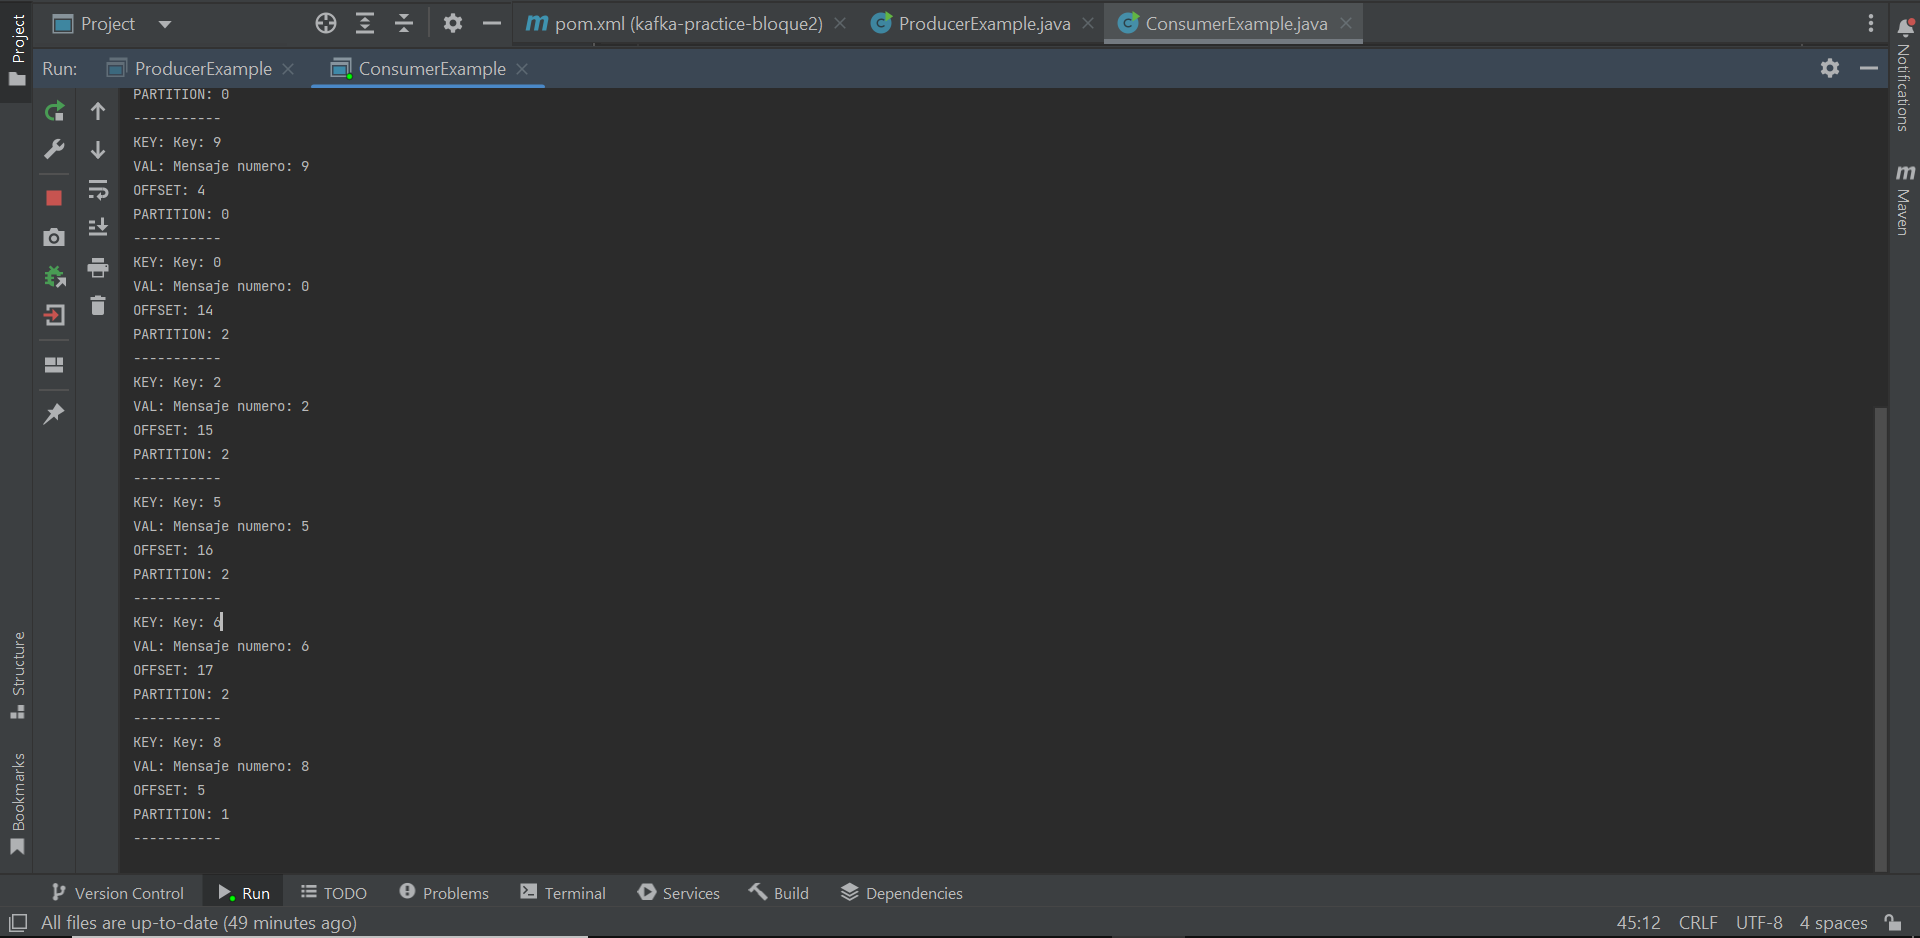 Project
pom.xml (kafka-practice-bloque2)
ProducerExample.java
ConsumerExample.java
Run:
ProducerExample
ConsumerExample
PARTITION: 0
-----------
KEY: Key: 9
VAL: Mensaje numero: 9
OFFSET: 4
PARTITION: 0
-----------
KEY: Key: 0
VAL: Mensaje numero: 0
OFFSET: 14
PARTITION: 2
-----------
KEY: Key: 2
VAL: Mensaje numero: 2
OFFSET: 15
PARTITION: 2
-----------
KEY: Key: 5
VAL: Mensaje numero: 5
OFFSET: 16
PARTITION: 2
-----------
KEY: Key: 6
VAL: Mensaje numero: 6
OFFSET: 17
PARTITION: 2
-----------
KEY: Key: 8
VAL: Mensaje numero: 8
OFFSET: 5
PARTITION: 1
-----------
Project
Structure
Bookmarks
Notifications
Maven
Version Control
Run
TODO
Problems
Terminal
Services
Build
Dependencies
All files are up-to-date (49 minutes ago)
45:12
CRLF
UTF-8
4 spaces